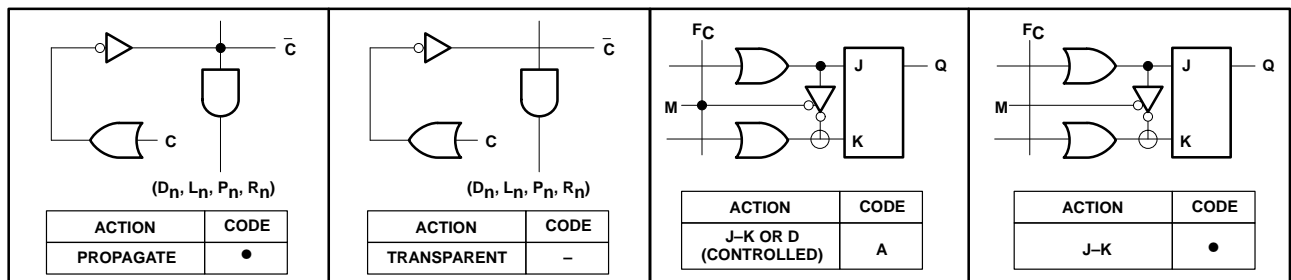 C̄
C
(Dn, Ln, Pn, Rn)
ACTION CODE
PROPAGATE ●
C̄
C
(Dn, Ln, Pn, Rn)
ACTION CODE
TRANSPARENT –
FC
J Q
M
K
ACTION CODE
J–K OR D
(CONTROLLED) A
FC
J Q
M
K
ACTION CODE
J–K ●